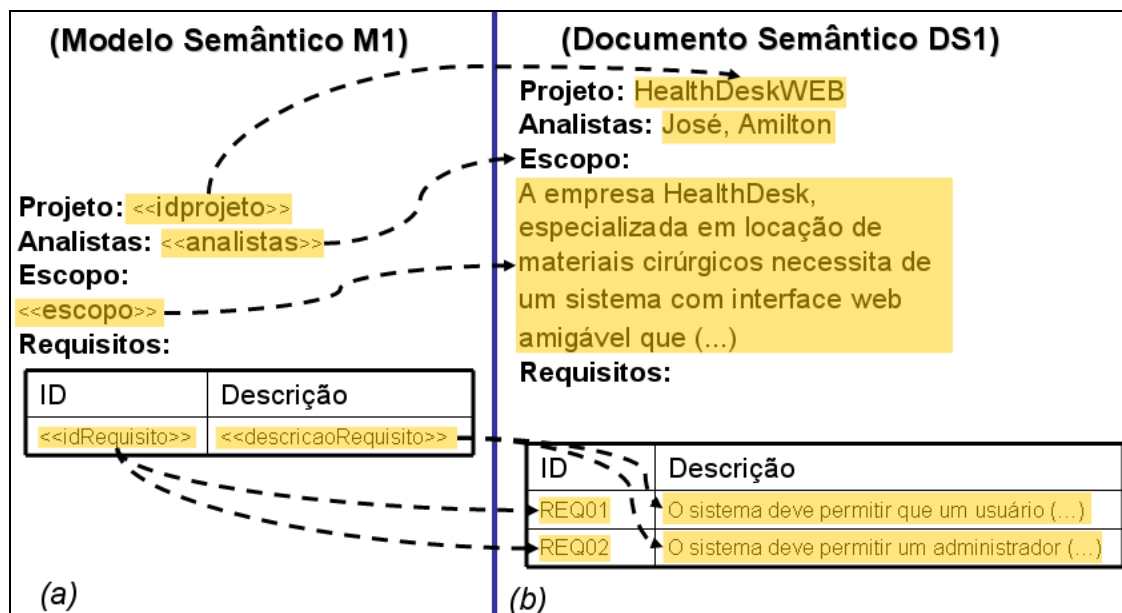 (Modelo Semântico M1)
Projeto: <<idprojeto>>
Analistas: <<analistas>>
Escopo:
<<escopo>>
Requisitos:
ID Descrição
<<idRequisito>> <<descricaoRequisito>>
(a)
(Documento Semântico DS1)
Projeto: HealthDeskWEB
Analistas: José, Amilton
Escopo:
A empresa HealthDesk,
especializada em locação de
materiais cirúrgicos necessita de
um sistema com interface web
amigável que (...)
Requisitos:
ID Descrição
REQ01 O sistema deve permitir que um usuário (...)
REQ02 O sistema deve permitir um administrador (...)
(b)